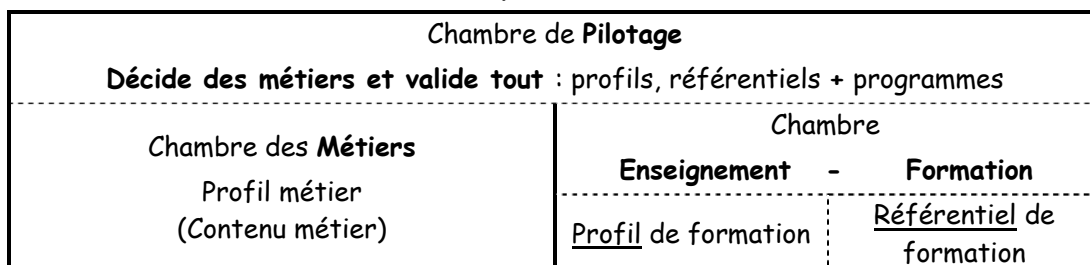 Chambre de Pilotage
Décide des métiers et valide tout : profils, référentiels + programmes
Chambre des Métiers
Profil métier
(Contenu métier)
Chambre
Enseignement - Formation
Profil de formation
Référentiel de
formation